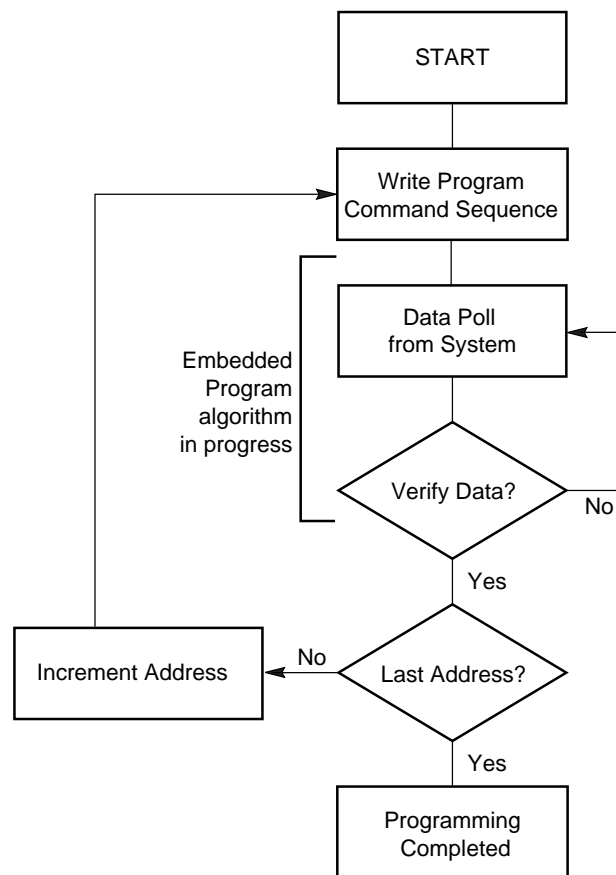 START
Write Program
Command Sequence
Data Poll
from System
Embedded
Program
algorithm
in progress
Verify Data?
No
Yes
Increment Address
No
Last Address?
Yes
Programming
Completed